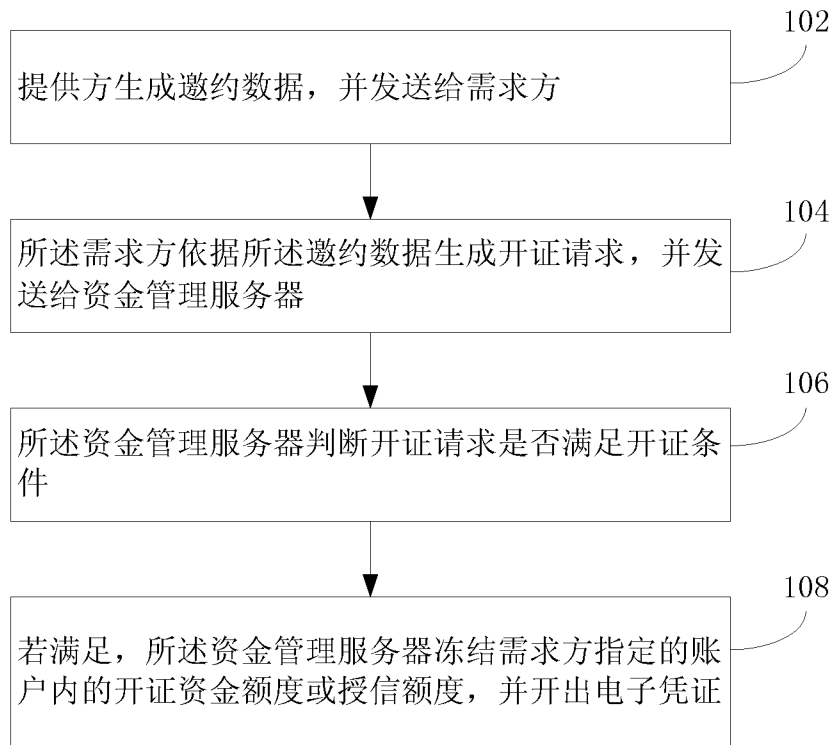 102
提供方生成邀约数据，并发送给需求方
104
所述需求方依据所述邀约数据生成开证请求，并发
送给资金管理服务器
106
所述资金管理服务器判断开证请求是否满足开证条
件
108
若满足，所述资金管理服务器冻结需求方指定的账
户内的开证资金额度或授信额度，并开出电子凭证